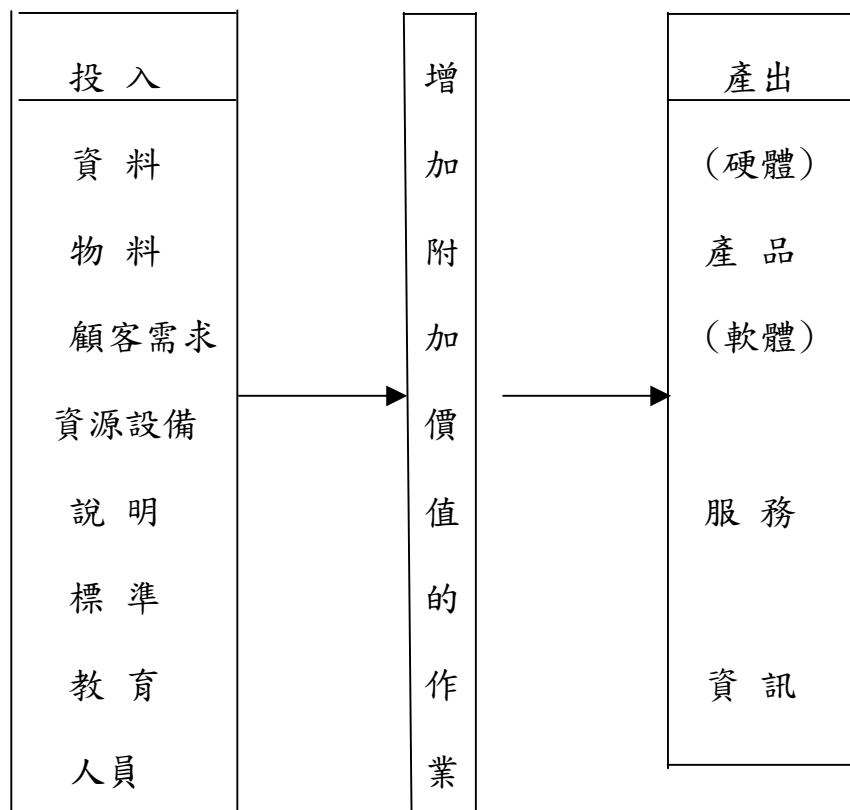 投 入
資 料
物 料
顧客需求
資源設備
說 明
標 準
教 育
人員
增
加
附
加
價
值
的
作
業
產出
(硬體)
產 品
(軟體)
服 務
資 訊